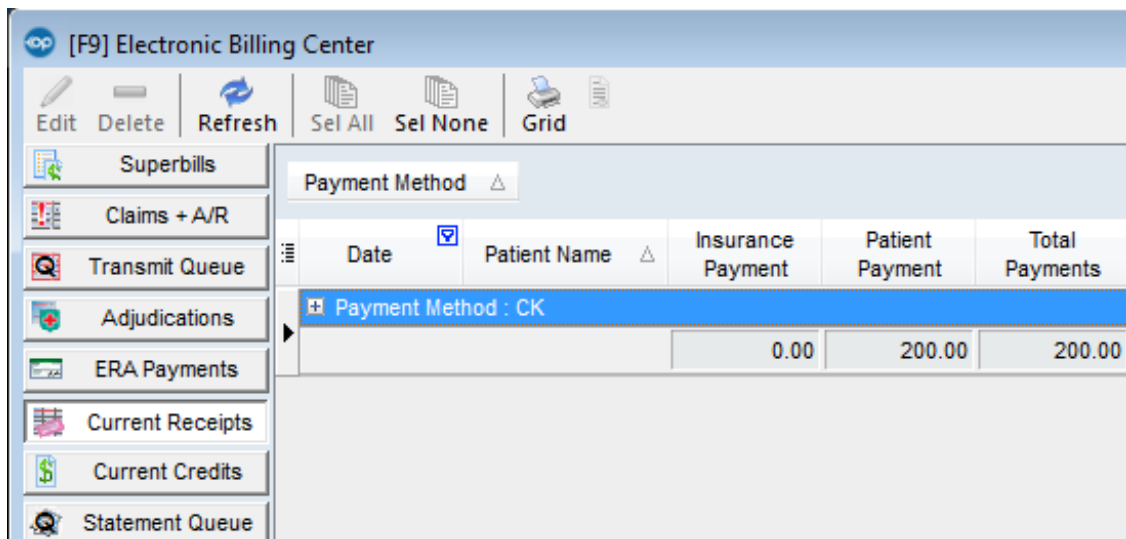 [F9] Electronic Billing Center
Edit Delete Refresh Sel All Sel None Grid
Superbills
Claims + A/R
Transmit Queue
Adjudications
ERA Payments
Current Receipts
Current Credits
Statement Queue
Payment Method
Date Patient Name Insurance Payment Patient Payment Total Payments
Payment Method : CK
0.00 200.00 200.00